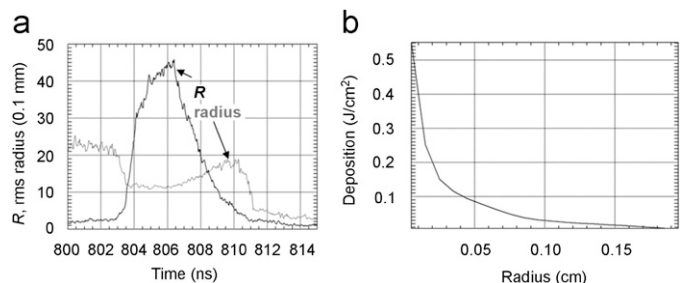 a
R, rms radius (0.1 mm)
50
40
30
20
10
0
R
radius
800 802 804 806 808 810 812 814
Time (ns)
b
Deposition (J/cm²)
0.5
0.4
0.3
0.2
0.1
0.05 0.10 0.15
Radius (cm)